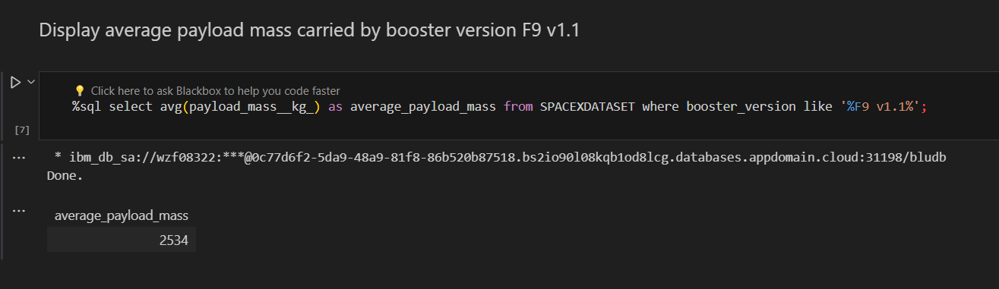 Display average payload mass carried by booster version F9 v1.1
Click here to ask Blackbox to help you code faster
%sql select avg(payload_mass__kg_) as average_payload_mass from SPACEXDATASET where booster_version like '%F9 v1.1%';
[7]
* ibm_db_sa://wzf08322:***@0c77d6f2-5da9-48a9-81f8-86b520b87518.bs2io90l08kqb1od8lcg.databases.appdomain.cloud:31198/bludb
Done.
average_payload_mass
2534